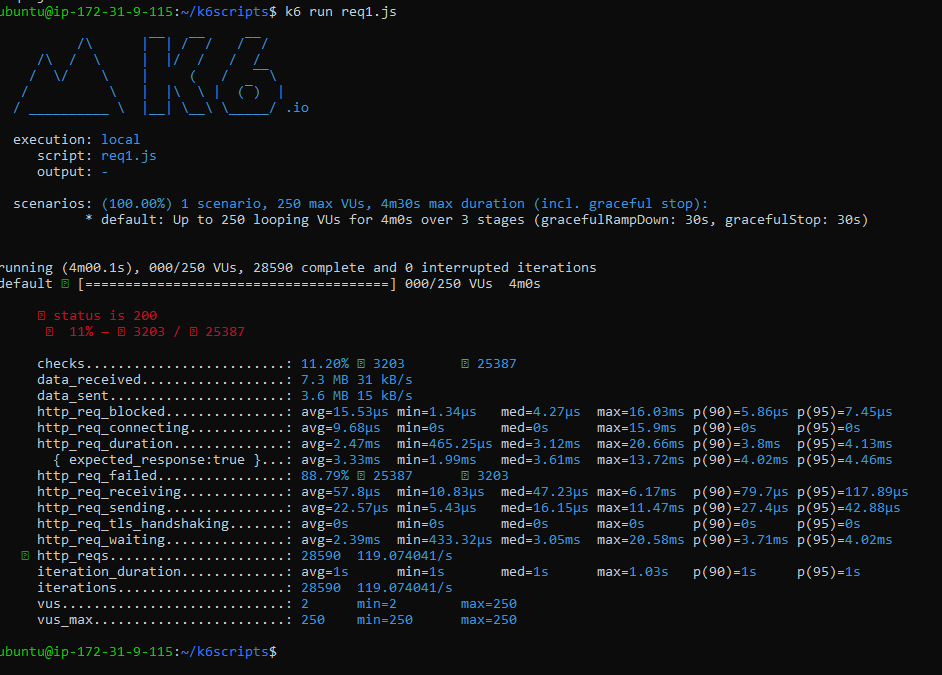 ubuntu@ip-172-31-9-115:~/k6scripts$ k6 run req1.js
.io
execution: local
script: req1.js
output: -
scenarios: (100.00%) 1 scenario, 250 max VUs, 4m30s max duration (incl. graceful stop):
* default: Up to 250 looping VUs for 4m0s over 3 stages (gracefulRampDown: 30s, gracefulStop: 30s)
running (4m00.1s), 000/250 VUs, 28590 complete and 0 interrupted iterations
default [======================================] 000/250 VUs  4m0s
status is 200
11% — 3203 / 25387
checks.........................: 11.20% 3203 25387
data_received..................: 7.3 MB 31 kB/s
data_sent......................: 3.6 MB 15 kB/s
http_req_blocked...............: avg=15.53µs min=1.34µs med=4.27µs max=16.03ms p(90)=5.86µs p(95)=7.45µs
http_req_connecting............: avg=9.68µs min=0s med=0s max=15.9ms p(90)=0s p(95)=0s
http_req_duration..............: avg=2.47ms min=465.25µs med=3.12ms max=20.66ms p(90)=3.8ms p(95)=4.13ms
{ expected_response:true }...: avg=3.33ms min=1.99ms med=3.61ms max=13.72ms p(90)=4.02ms p(95)=4.46ms
http_req_failed................: 88.79% 25387 3203
http_req_receiving.............: avg=57.8µs min=10.83µs med=47.23µs max=6.17ms p(90)=79.7µs p(95)=117.89µs
http_req_sending...............: avg=22.57µs min=5.43µs med=16.15µs max=11.47ms p(90)=27.4µs p(95)=42.88µs
http_req_tls_handshaking.......: avg=0s min=0s med=0s max=0s p(90)=0s p(95)=0s
http_req_waiting...............: avg=2.39ms min=433.32µs med=3.05ms max=20.58ms p(90)=3.71ms p(95)=4.02ms
http_reqs......................: 28590 119.074041/s
iteration_duration.............: avg=1s min=1s med=1s max=1.03s p(90)=1s p(95)=1s
iterations.....................: 28590 119.074041/s
vus............................: 2 min=2 max=250
vus_max........................: 250 min=250 max=250
ubuntu@ip-172-31-9-115:~/k6scripts$